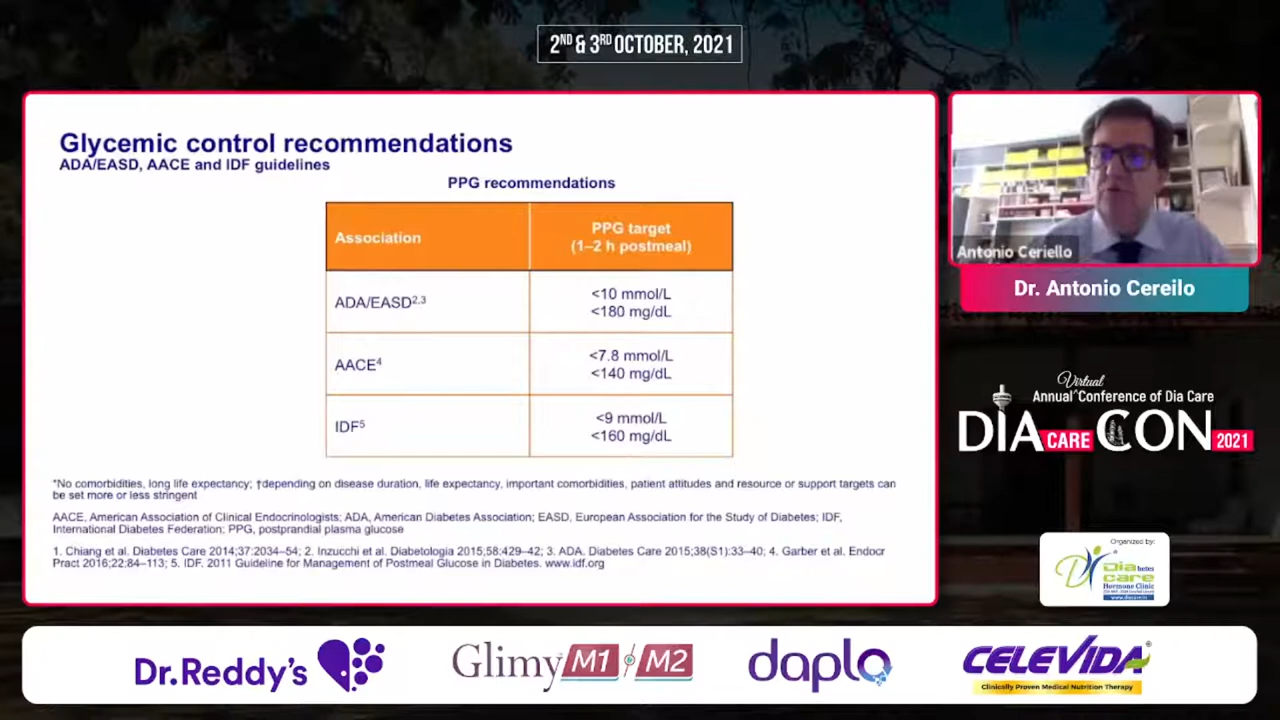 2ND & 3RD OCTOBER, 2021
Glycemic control recommendations
ADA/EASD, AACE and IDF guidelines
PPG recommendations
Association
PPG target
(1–2 h postmeal)
ADA/EASD2,3
<10 mmol/L
<180 mg/dL
AACE4
<7.8 mmol/L
<140 mg/dL
IDF5
<9 mmol/L
<160 mg/dL
*No comorbidities, long life expectancy; †depending on disease duration, life expectancy, important comorbidities, patient attitudes and resource or support targets can
be set more or less stringent
AACE, American Association of Clinical Endocrinologists; ADA, American Diabetes Association; EASD, European Association for the Study of Diabetes; IDF,
International Diabetes Federation; PPG, postprandial plasma glucose
1. Chiang et al. Diabetes Care 2014;37:2034–54; 2. Inzucchi et al. Diabetologia 2015;58:429–42; 3. ADA. Diabetes Care 2015;38(S1):33–40; 4. Garber et al. Endocr
Pract 2016;22:84–113; 5. IDF. 2011 Guideline for Management of Postmeal Glucose in Diabetes. www.idf.org
Antonio Ceriello
Dr. Antonio Cereilo
Virtual
Annual ^ Conference of Dia Care
DIA CARE CON 2021
Organized by:
Diabetes
care
Hormone Clinic
www.diacare.in
Dr.Reddy's
Glimy M1 / M2
daplo
CELEVIDA®
Clinically Proven Medical Nutrition Therapy